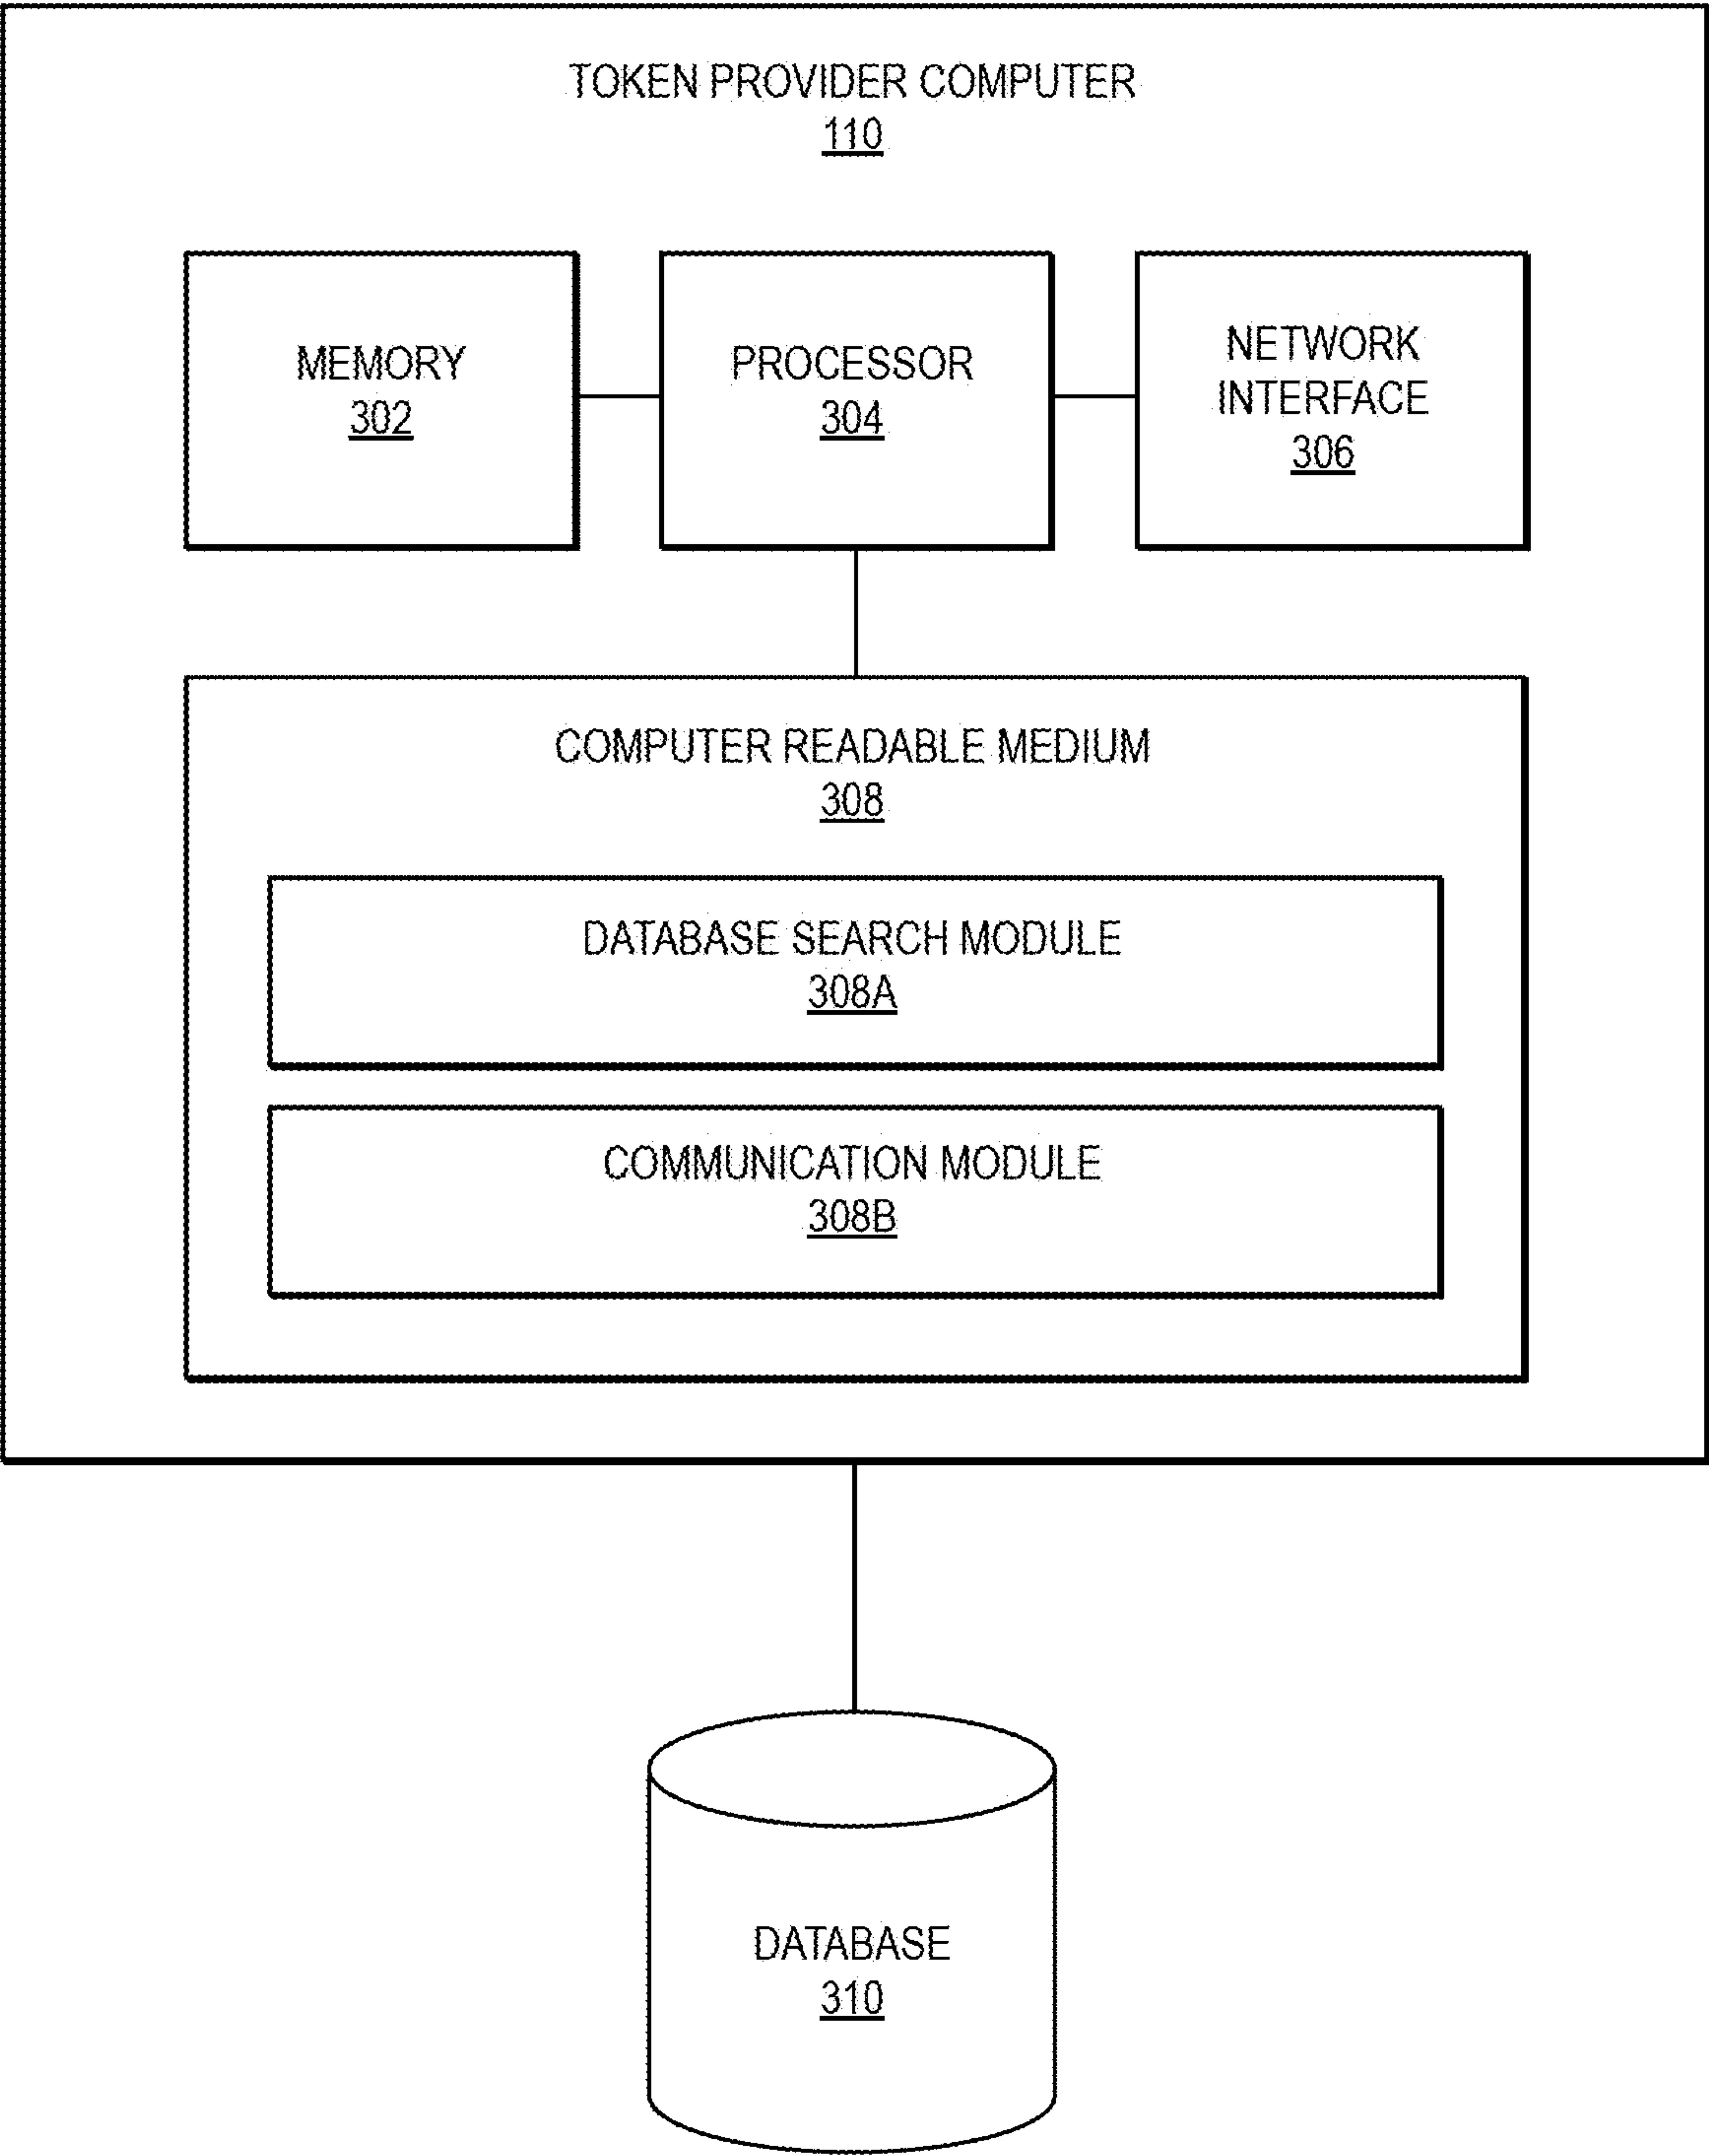 TOKEN PROVIDER COMPUTER
110
MEMORY
302
PROCESSOR
304
NETWORK
INTERFACE
306
COMPUTER READABLE MEDIUM
308
DATABASE SEARCH MODULE
308A
COMMUNICATION MODULE
308B
DATABASE
310